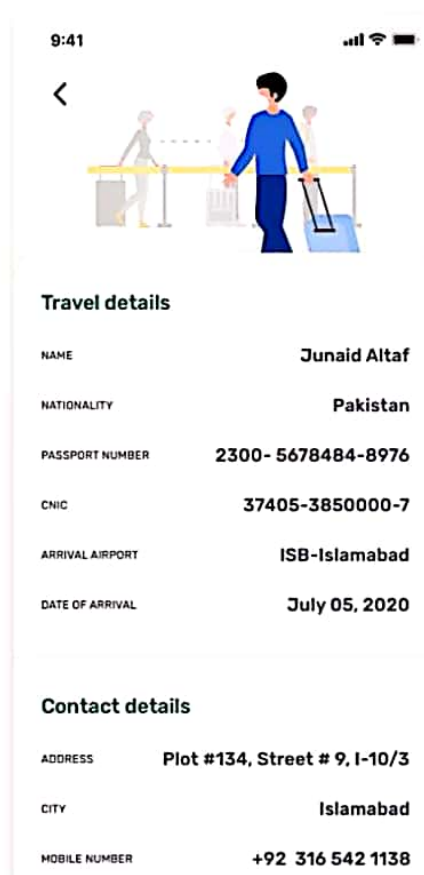 9:41
Travel details
NAME Junaid Altaf
NATIONALITY Pakistan
PASSPORT NUMBER 2300- 5678484-8976
CNIC 37405-3850000-7
ARRIVAL AIRPORT ISB-Islamabad
DATE OF ARRIVAL July 05, 2020
Contact details
ADDRESS Plot #134, Street # 9, I-10/3
CITY Islamabad
MOBILE NUMBER +92 316 542 1138